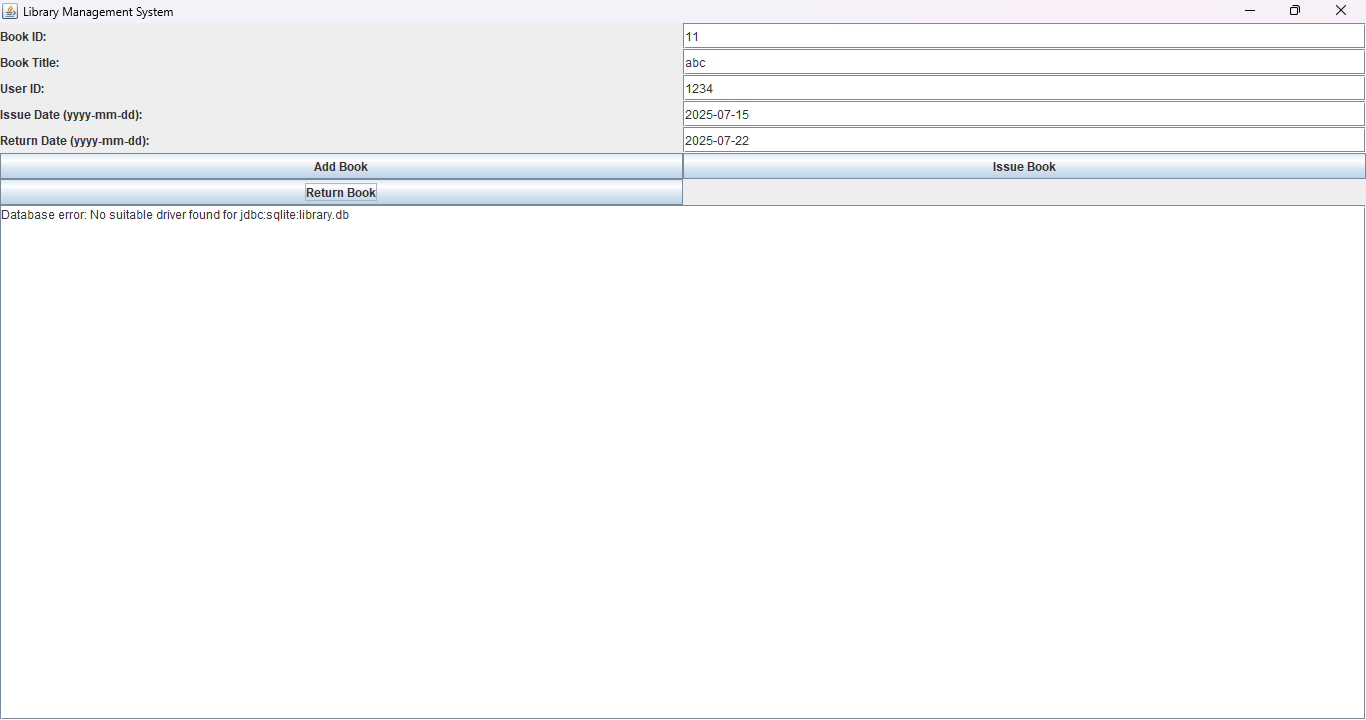 Library Management System
Book ID: 11
Book Title: abc
User ID: 1234
Issue Date (yyyy-mm-dd): 2025-07-15
Return Date (yyyy-mm-dd): 2025-07-22
Add Book Issue Book
Return Book
Database error: No suitable driver found for jdbc:sqlite:library.db